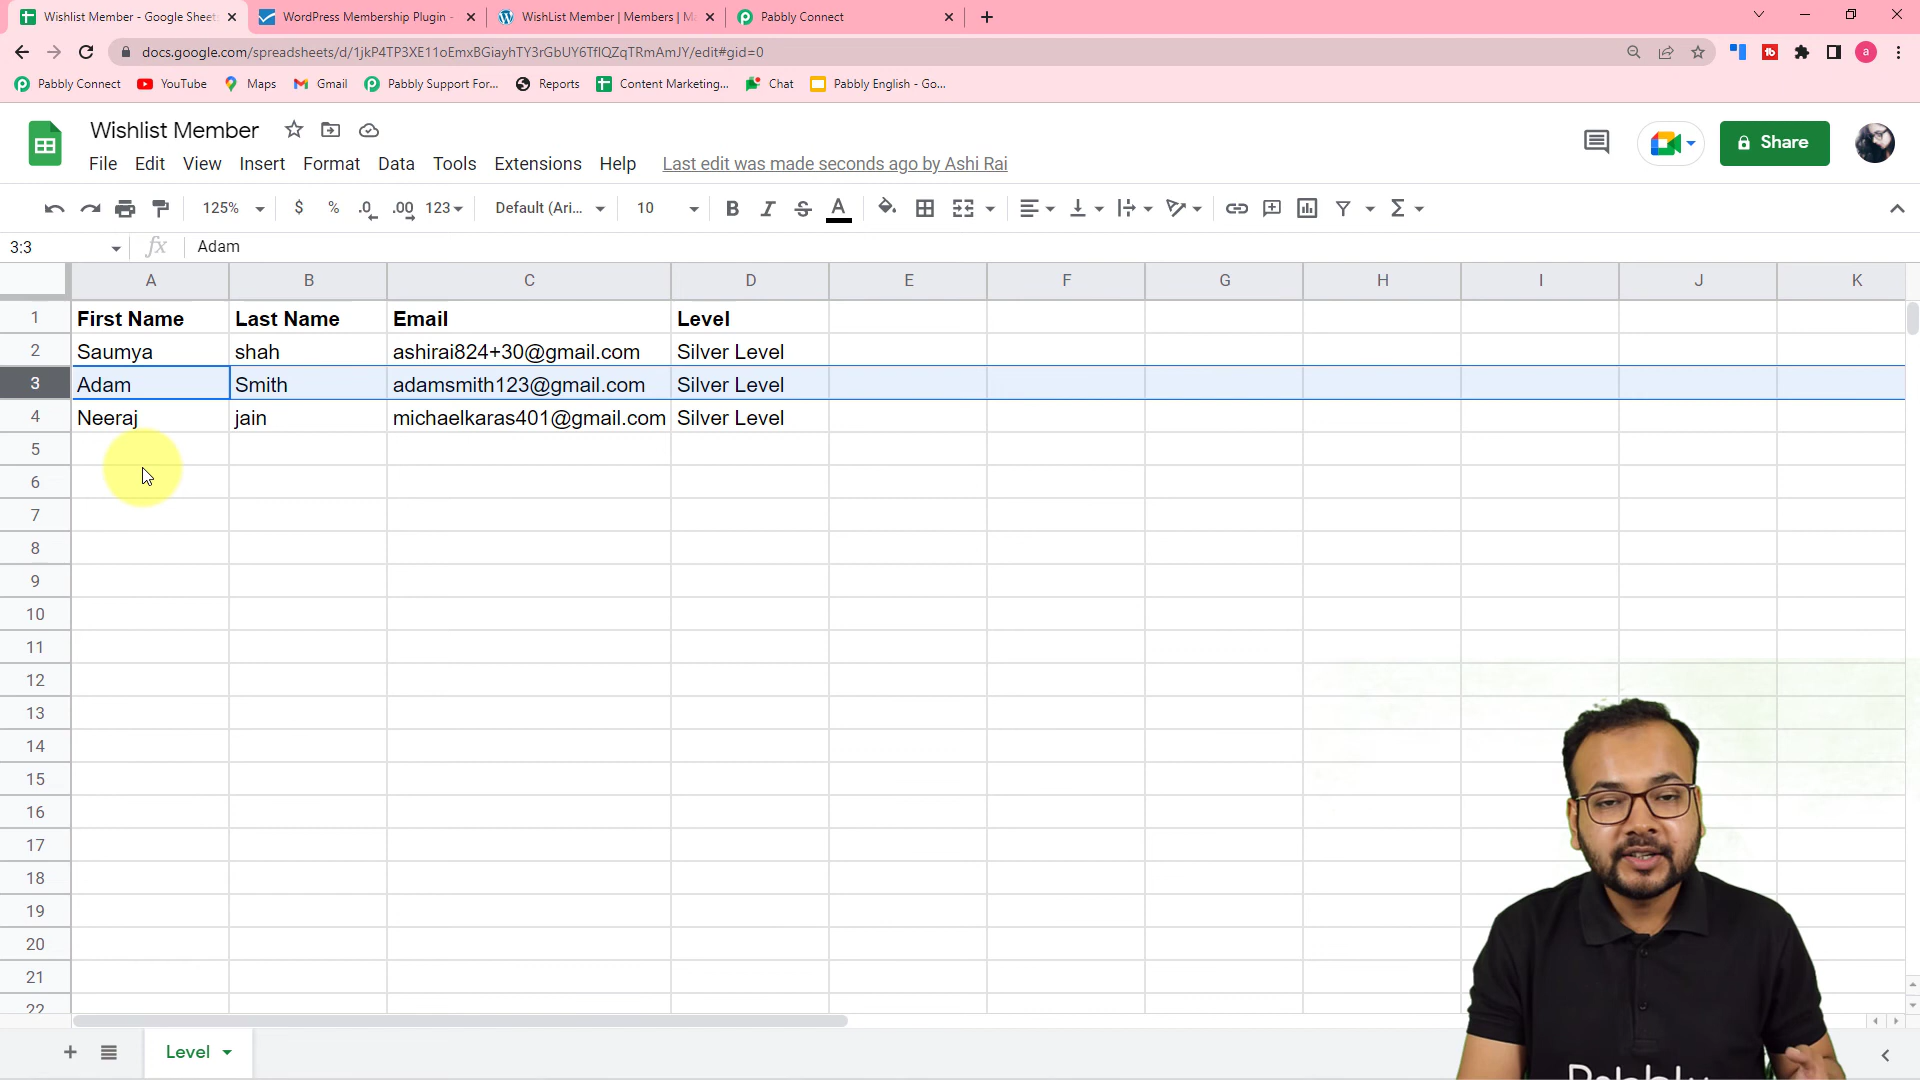 Wishlist Member - Google Sheets
WordPress Membership Plugin -
WishList Member | Members | Ma
Pabbly Connect
docs.google.com/spreadsheets/d/1jkP4TP3XE11oEmxBGiayhTY3rGbUY6TfIQZqTRmAmJY/edit#gid=0
Pabbly Connect
YouTube
Maps
Gmail
Pabbly Support For...
Reports
Content Marketing...
Chat
Pabbly English - Go...
Wishlist Member
File Edit View Insert Format Data Tools Extensions Help Last edit was made seconds ago by Ashi Rai
Share
125% $ % .0 .00 123 Default (Ari... 10 B I S A
3:3 fx Adam
A B C D E F G H I J K
1 First Name Last Name Email Level
2 Saumya shah ashirai824+30@gmail.com Silver Level
3 Adam Smith adamsmith123@gmail.com Silver Level
4 Neeraj jain michaelkaras401@gmail.com Silver Level
5
6
7
8
9
10
11
12
13
14
15
16
17
18
19
20
21
22
Level
Pabbly